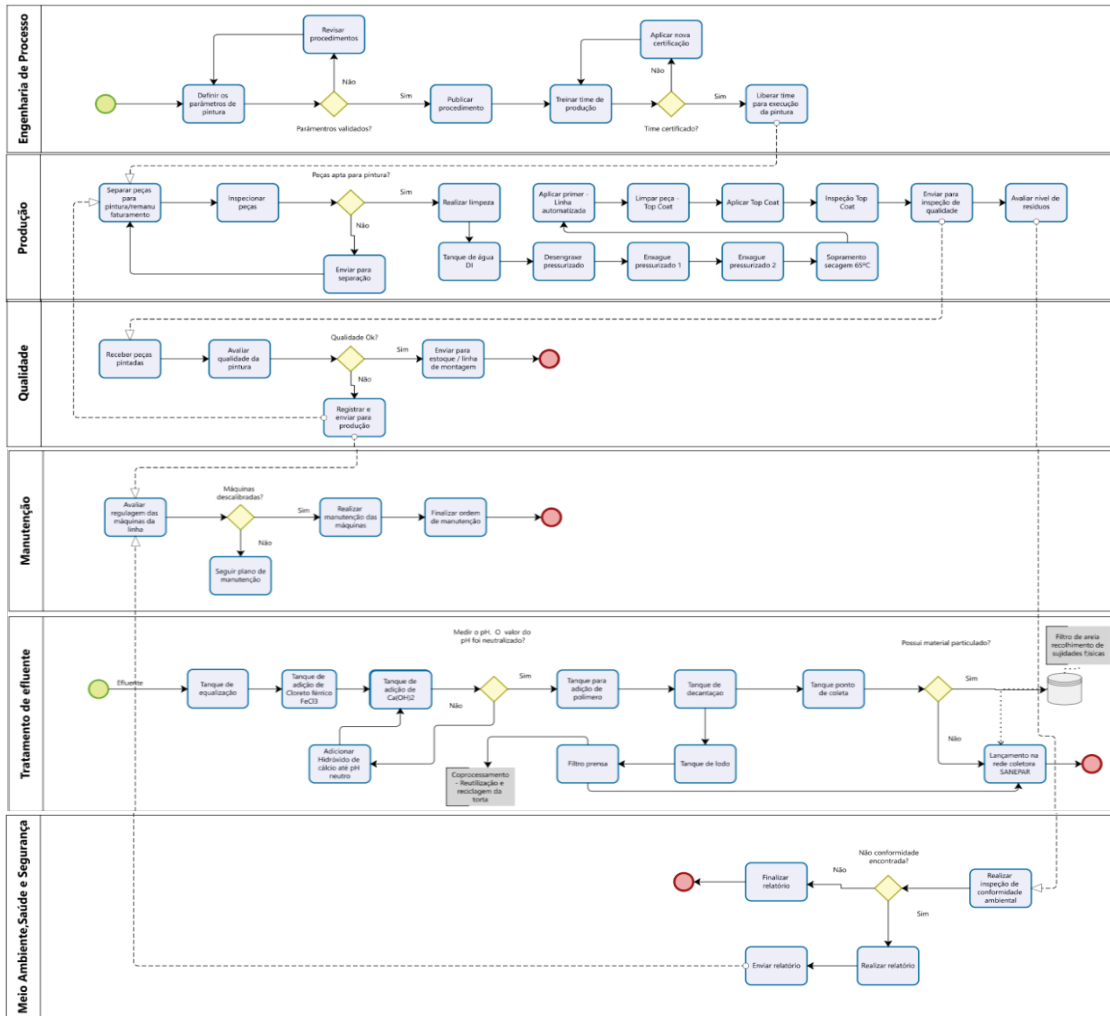 Engenharia de Processo
Revisar
procedimentos
Aplicar nova
certificação
Não
Não
Definir os
parâmetros de
pintura
Sim
Publicar
procedimento
Treinar time de
produção
Sim
Liberar time
para execução
da pintura
Parâmentros validados?
Time certificado?
Produção
Peças apta para pintura?
Separar peças
para
pintura/remanu
faturamento
Inspecionar
peças
Sim
Realizar limpeza
Aplicar primer -
Linha
automatizada
Limpar peça -
Top Coat
Aplicar Top Coat
Inspeção Top
Coat
Enviar para
inspeção de
qualidade
Avaliar nivel de
resíduos
Não
Enviar para
separação
Tanque de água
DI
Desengraxe
pressurizado
Enxague
pressurizado 1
Enxague
pressurizado 2
Sopramento
secagem 65ºC
Qualidade
Qualidade Ok?
Receber peças
pintadas
Avaliar
qualidade da
pintura
Sim
Enviar para
estoque / linha
de montagem
Não
Registrar e
enviar para
produção
Manutenção
Máquinas
descalibradas?
Avaliar
regulagem das
máquinas da
linha
Sim
Realizar
manutenção das
máquinas
Finalizar ordem
de manutenção
Não
Seguir plano de
manutenção
Tratamento de efluente
Medir o pH. O valor do
pH foi neutralizado?
Possui material particulado?
Filtro de areia
recolhimento de
sujidades físicas
Efluente
Tanque de
equalização
Tanque de
adição de
Cloreto férrico
FeCl3
Tanque de
adição de
Ca(OH)2
Não
Sim
Tanque para
adição de
polímero
Tanque de
decantaçao
Tanque ponto
de coleta
Sim
Não
Adicionar
Hidróxido de
cálcio até pH
neutro
Coprocessamento
- Reutilização e
reciclagem da
torta
Filtro prensa
Tanque de lodo
Lançamento na
rede coletora
SANEPAR
Meio Ambiente,Saúde e Segurança
Não conformidade
encontrada?
Finalizar
relatório
Não
Realizar
inspeção de
conformidade
ambiental
Sim
Enviar relatório
Realizar relatório